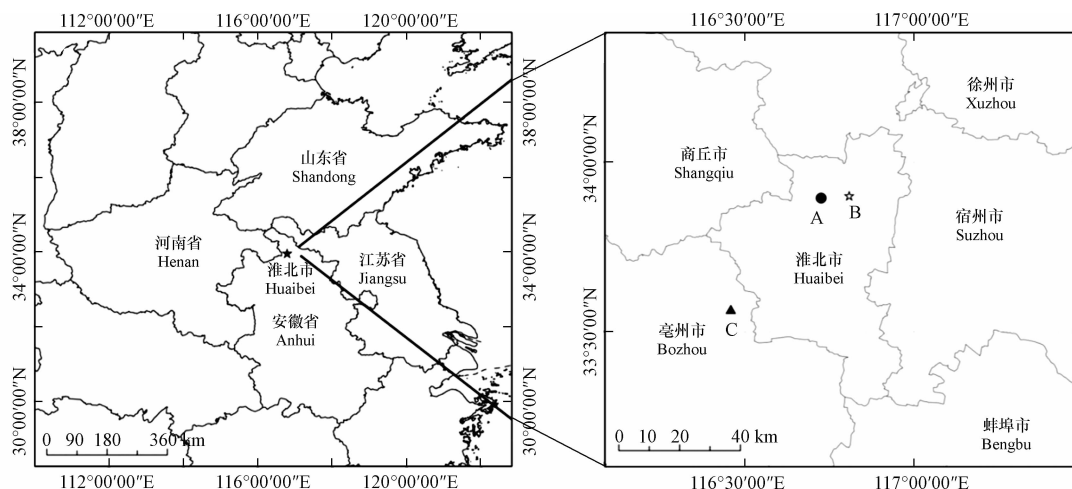 112°00′00″E
116°00′00″E
120°00′00″E
38°00′00″N
34°00′00″N
30°00′00″N
山东省
Shandong
河南省
Henan
淮北市
Huaibei
江苏省
Jiangsu
安徽省
Anhui
0 90 180 360 km
38°00′00″N
34°00′00″N
30°00′00″N
112°00′00″E
116°00′00″E
120°00′00″E
116°30′00″E
117°00′00″E
34°00′00″N
33°30′00″N
徐州市
Xuzhou
商丘市
Shangqiu
A
B
宿州市
Suzhou
淮北市
Huaibei
C
亳州市
Bozhou
蚌埠市
Bengbu
0 10 20 40 km
116°30′00″E
117°00′00″E